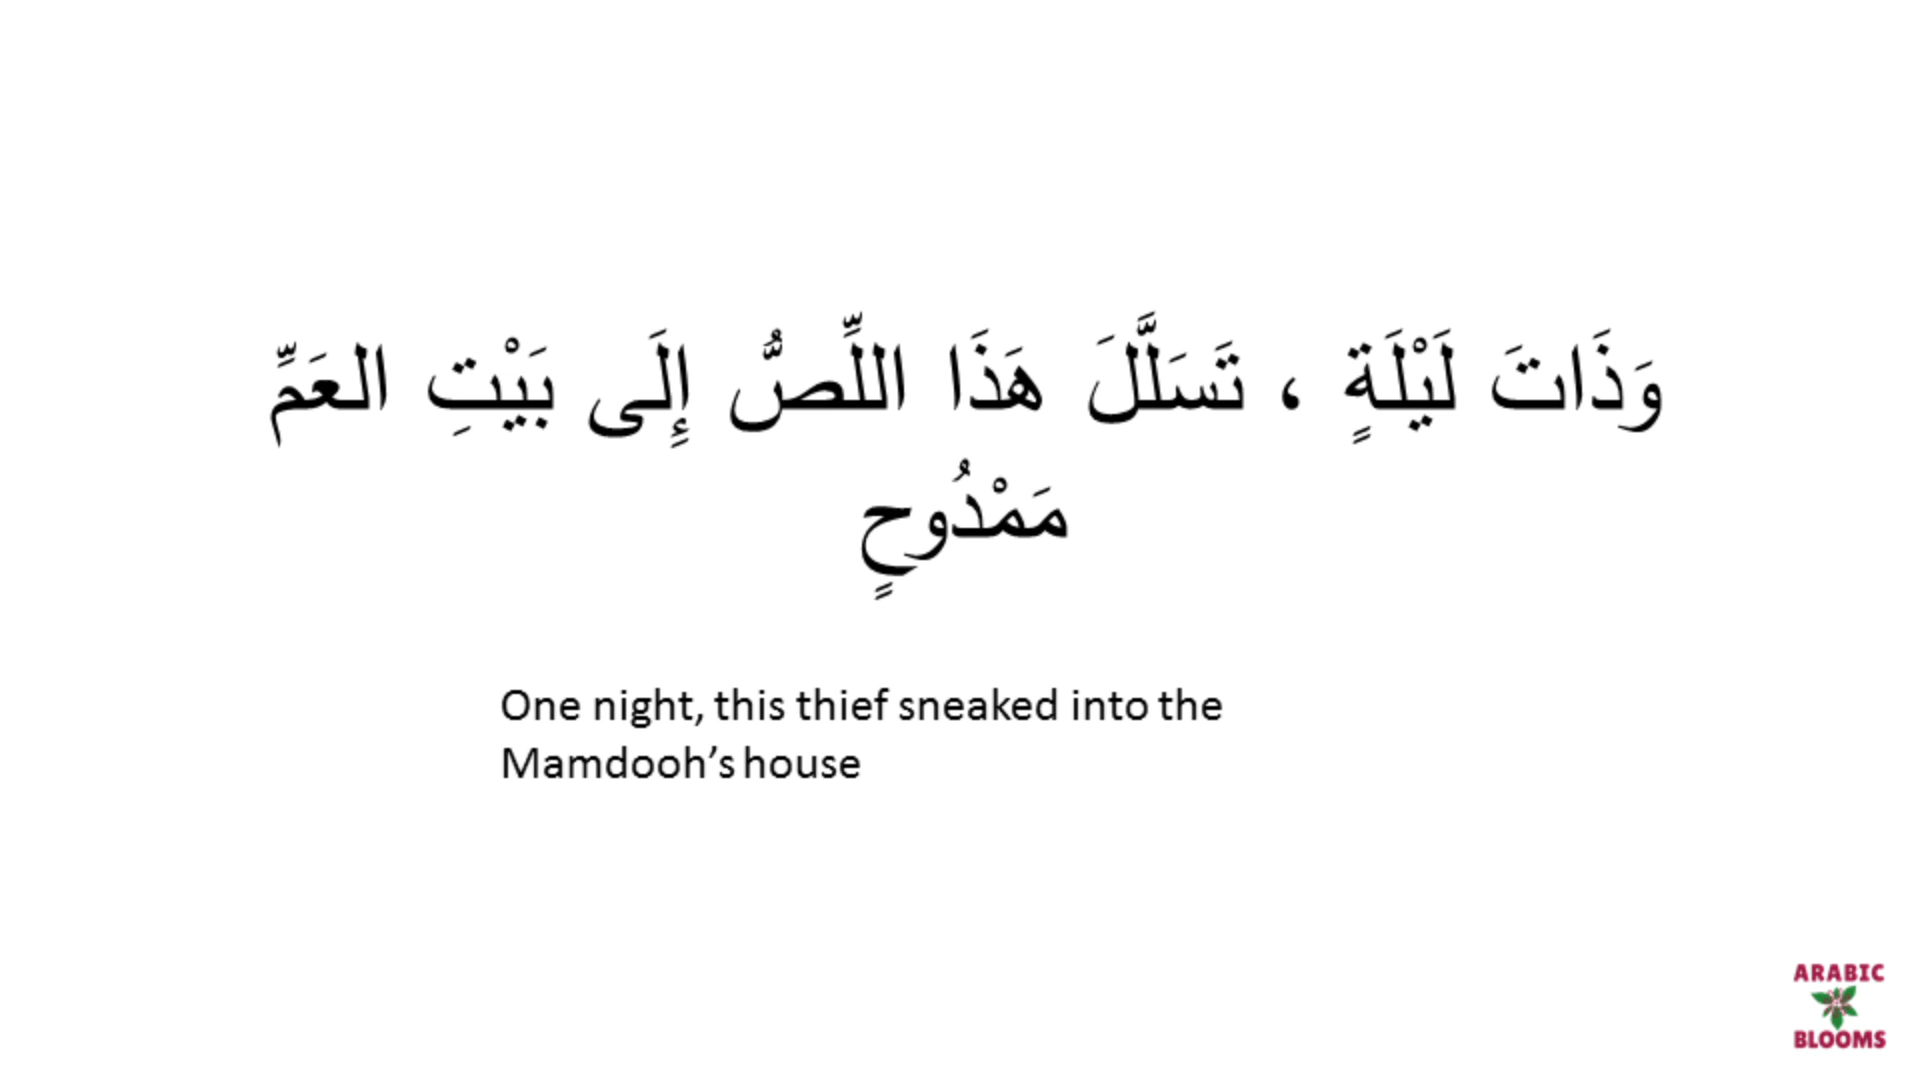 وَذَاتَ لَيْلَةٍ ، تَسَلَّلَ هَذَا اللِّصُّ إِلَى بَيْتِ العَمِّ
مَمْدُوحٍ
One night, this thief sneaked into the
Mamdooh’s house
ARABIC
BLOOMS